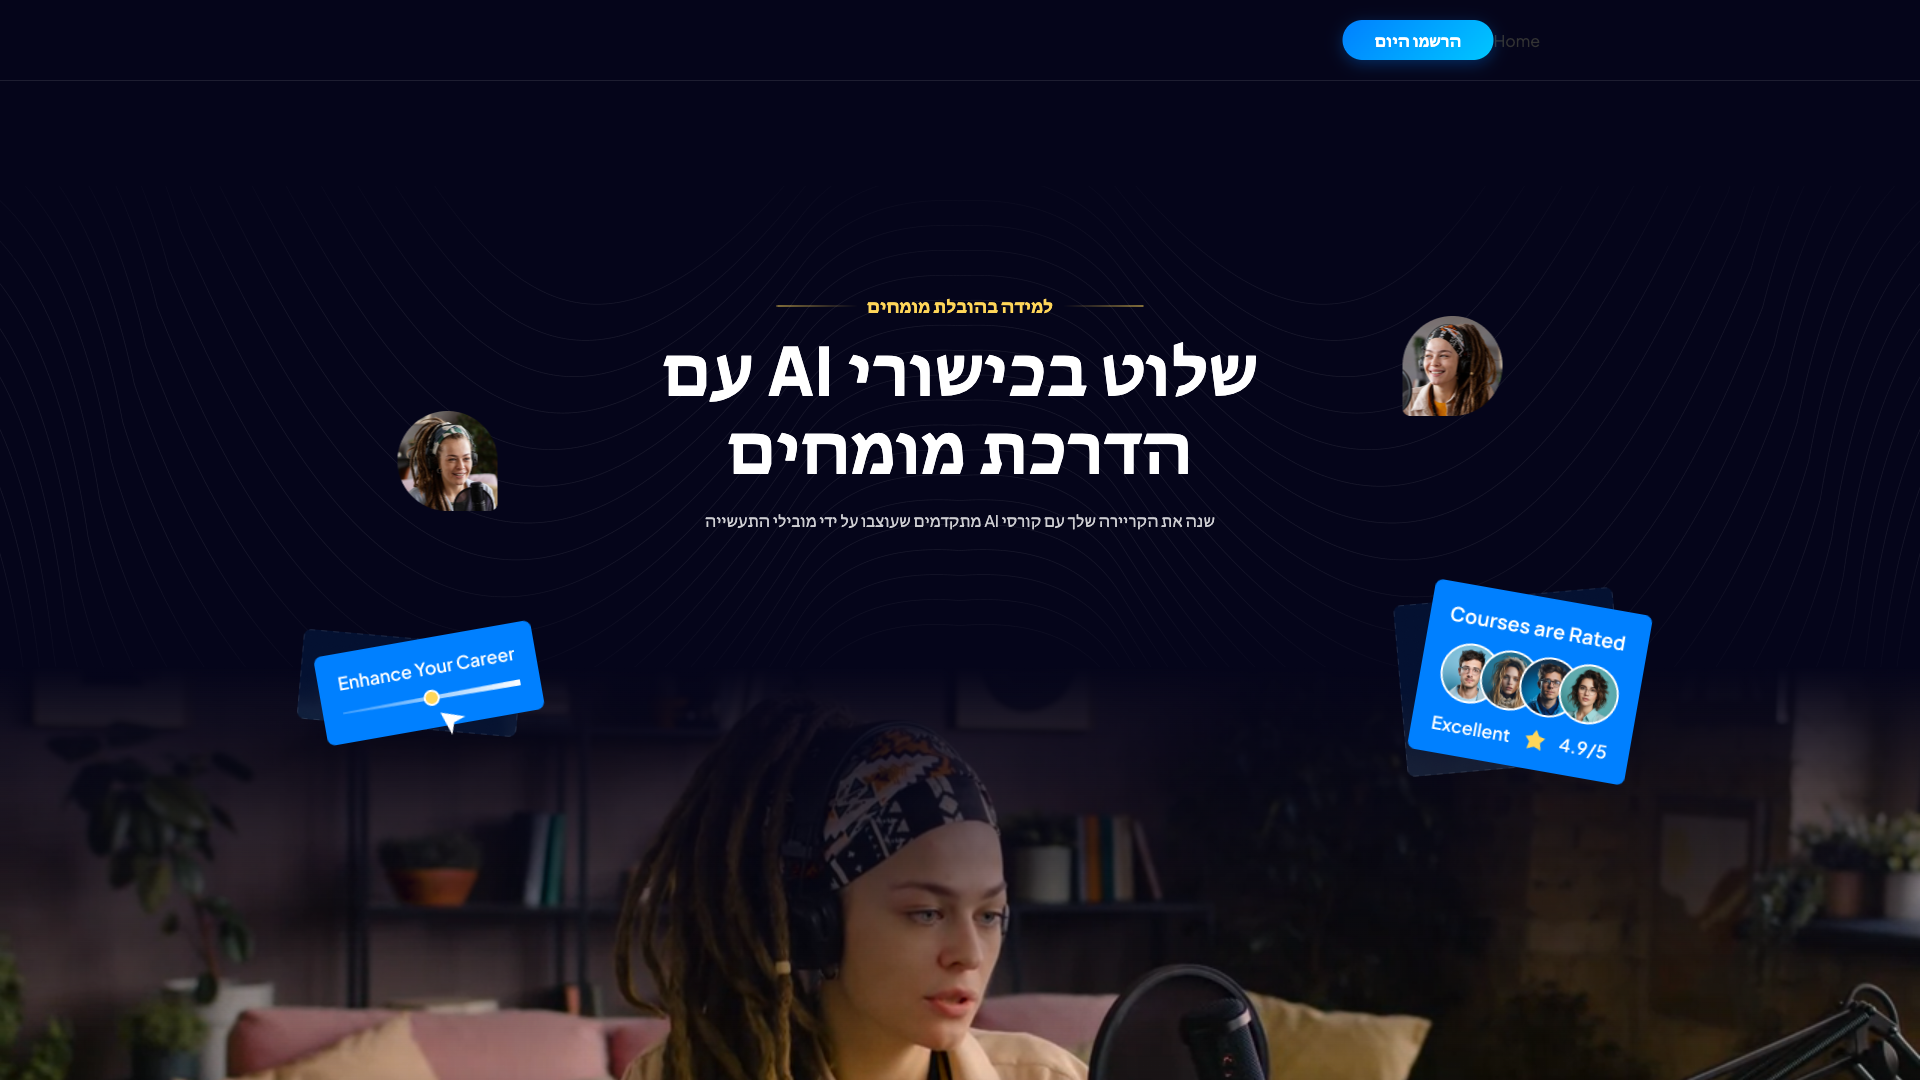 Home
הרשמו היום
למידה בהובלת מומחים
שלוט בכישורי AI עם
הדרכת מומחים
שנה את הקריירה שלך עם קורסי AI מתקדמים שעוצבו על ידי מובילי התעשייה
Courses are Rated
Excellent 4.9/5
Enhance Your Career